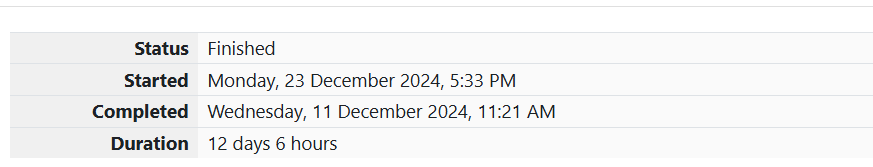 Status Finished
Started Monday, 23 December 2024, 5:33 PM
Completed Wednesday, 11 December 2024, 11:21 AM
Duration 12 days 6 hours